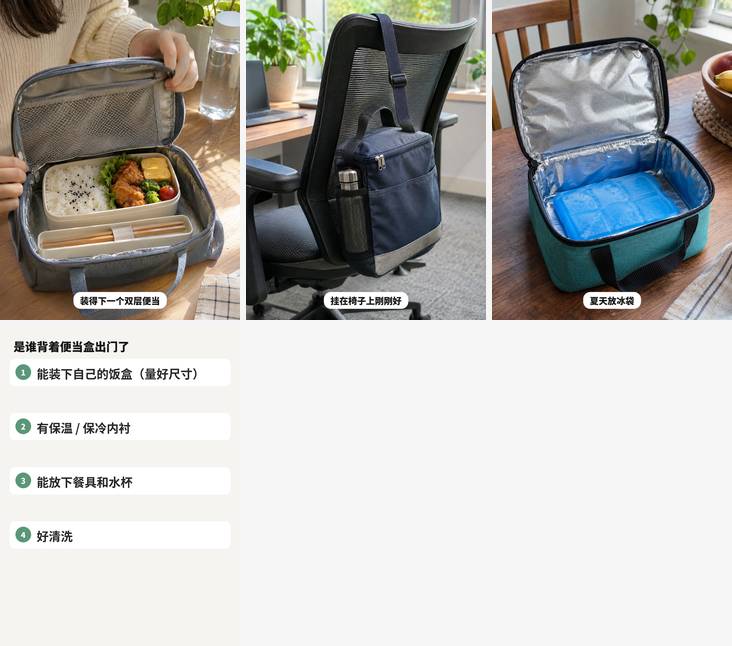 装得下一个双层便当
挂在椅子上刚刚好
夏天放冰袋
是谁背着便当盒出门了
1 能装下自己的饭盒（量好尺寸）
2 有保温 / 保冷内衬
3 能放下餐具和水杯
4 好清洗